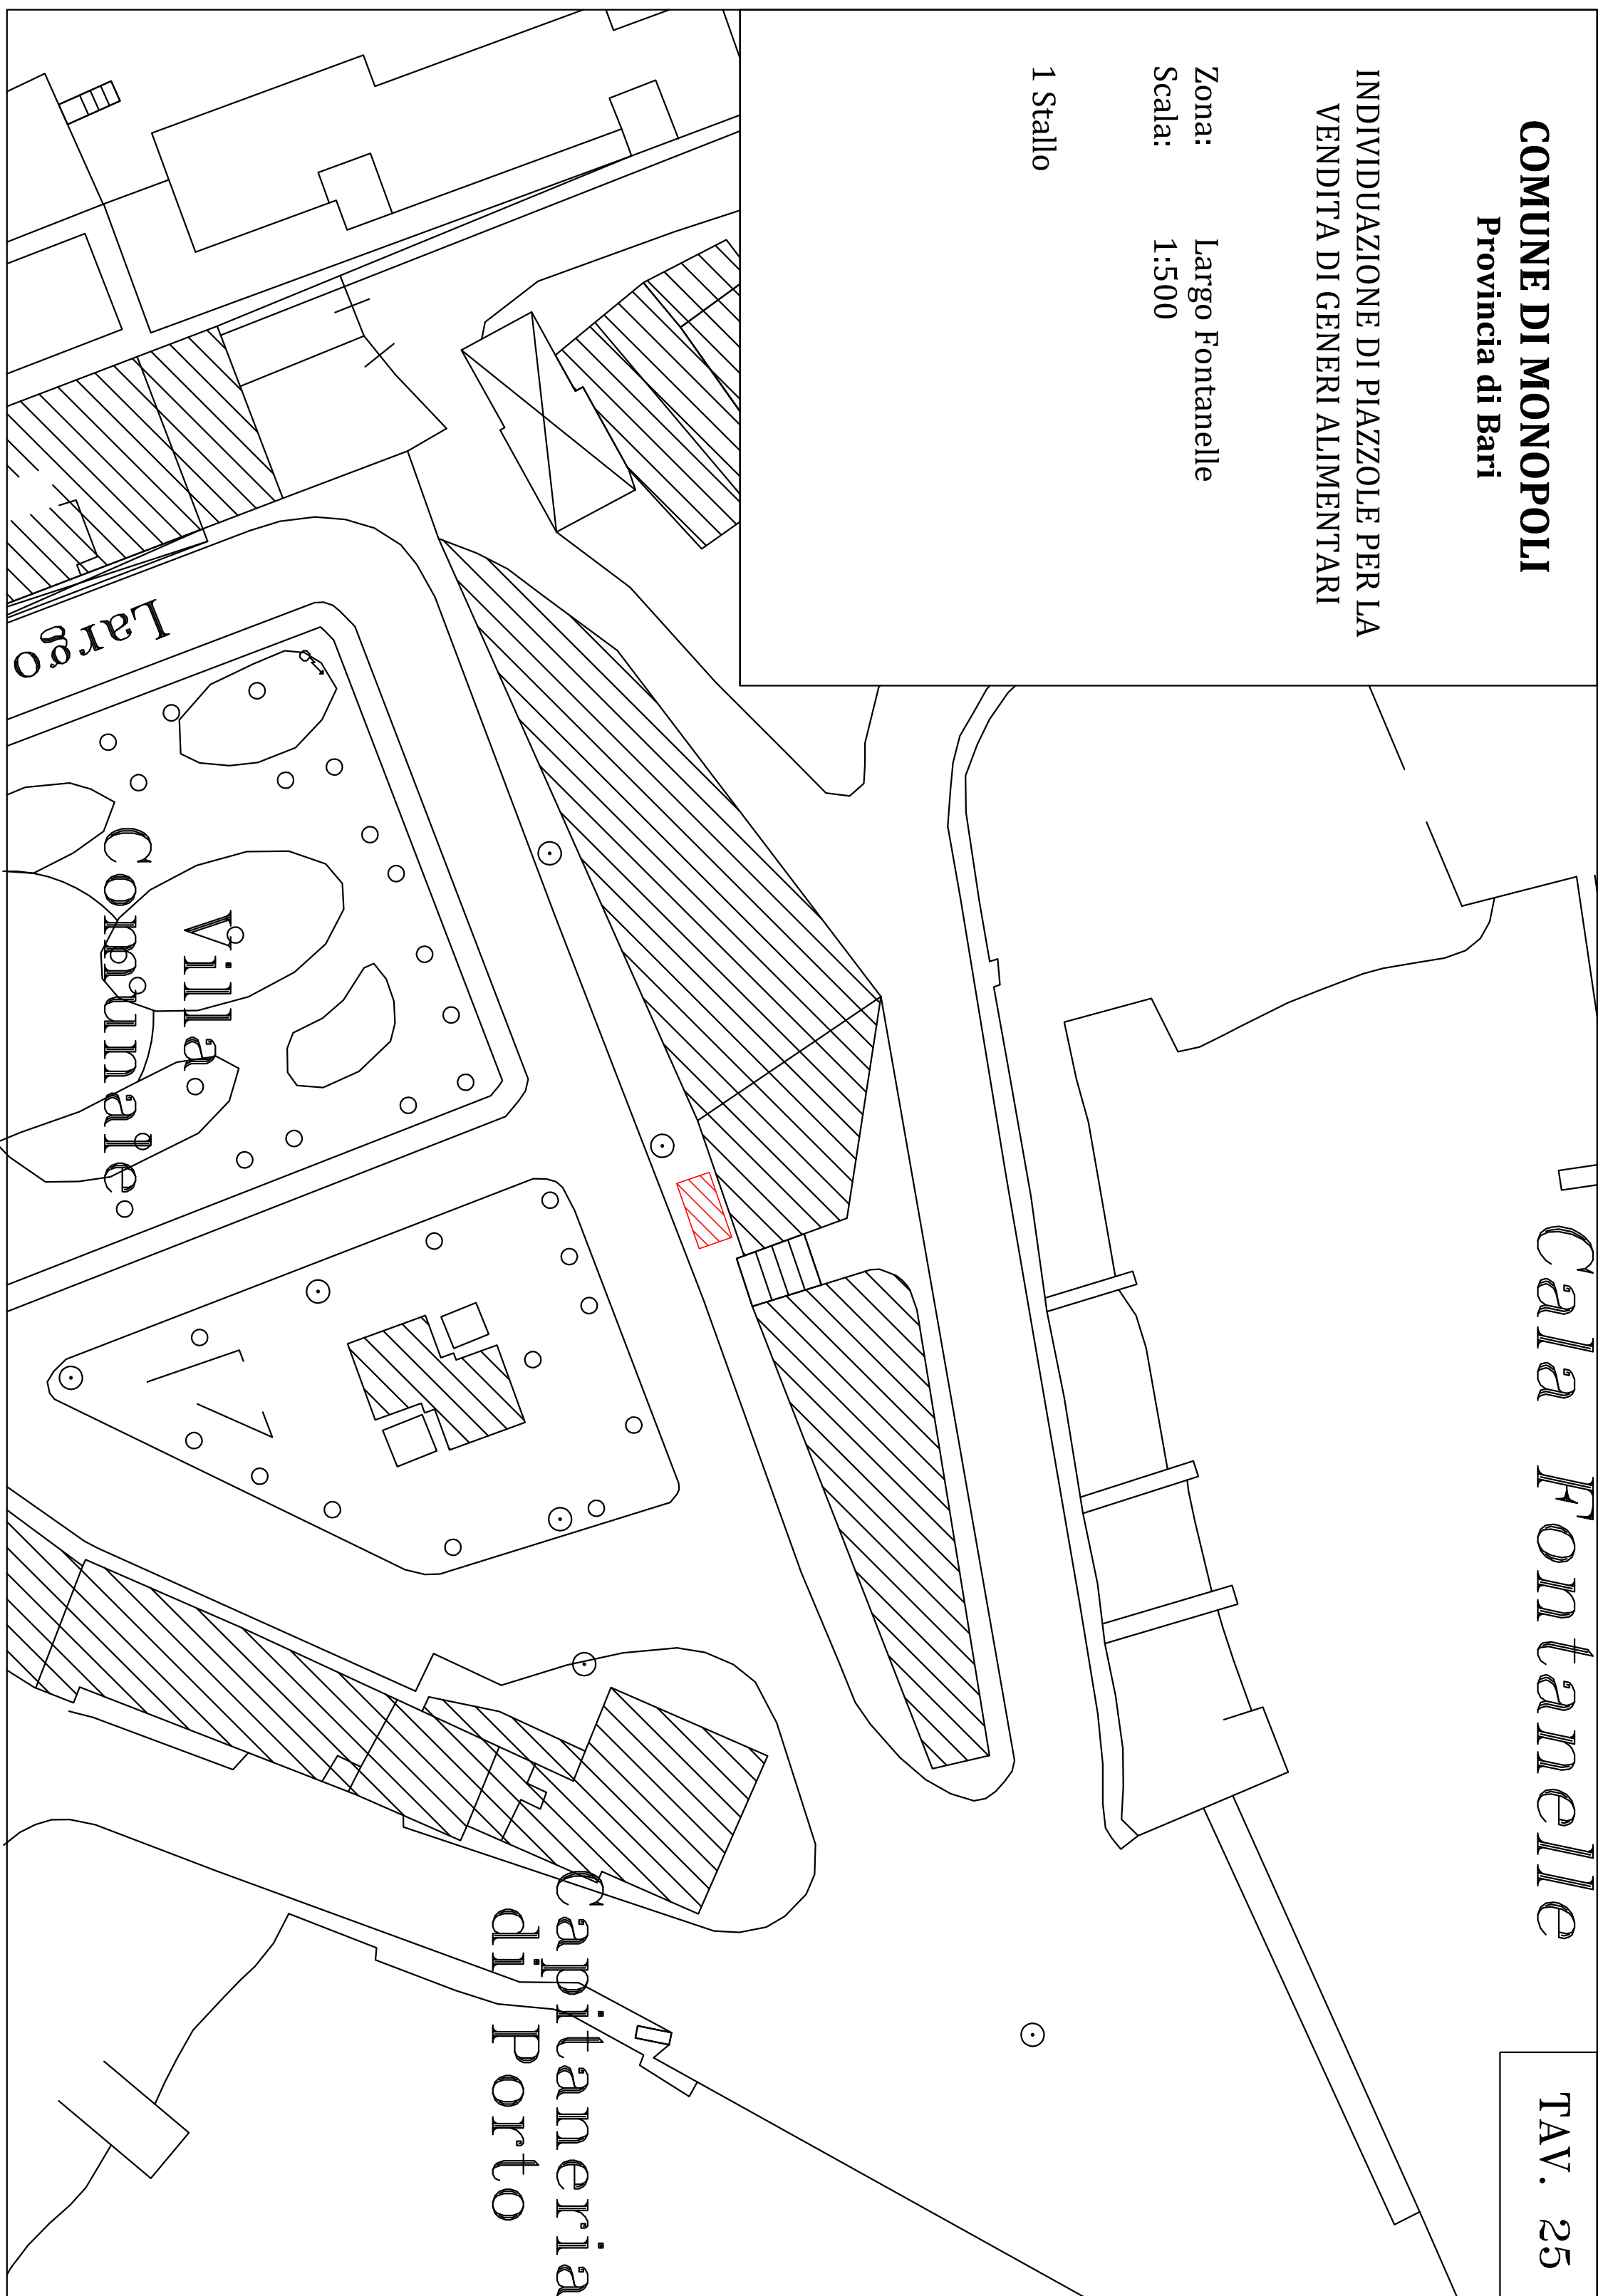 COMUNE DI MONOPOLI
Provincia di Bari
INDIVIDUAZIONE DI PIAZZOLE PER LA
VENDITA DI GENERI ALIMENTARI
Zona: Largo Fontanelle
Scala: 1:500
1 Stallo
Cala Fontanelle
TAV. 25
Largo
Villa
Comunale
Capitaneria
di Porto